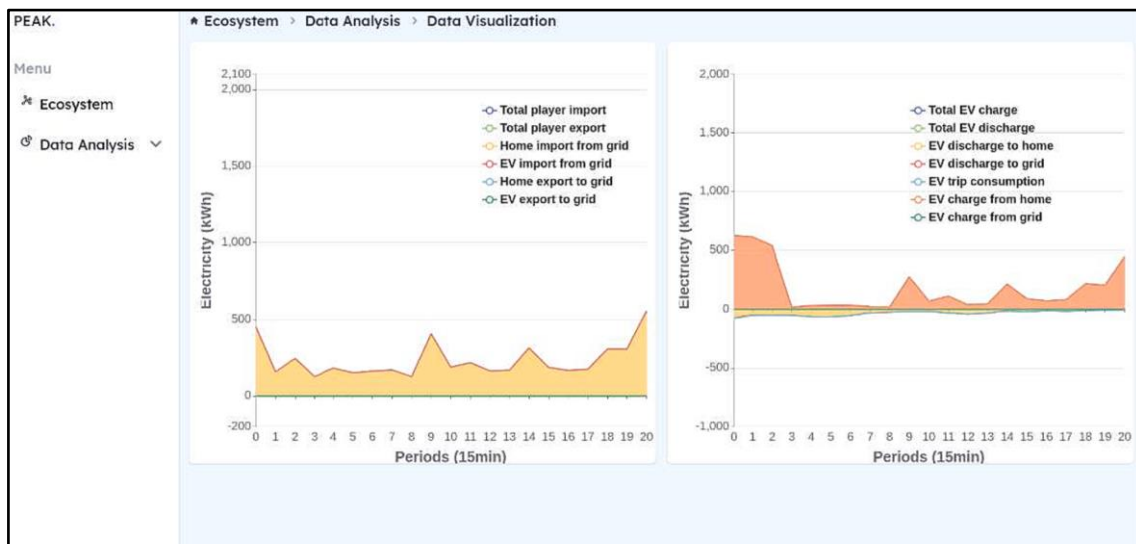 PEAK.
Ecosystem > Data Analysis > Data Visualization
Menu
Ecosystem
Data Analysis
2,100
2,000
1,500
1,000
500
0
-200
Electricity (kWh)
Total player import
Total player export
Home import from grid
EV import from grid
Home export to grid
EV export to grid
0 1 2 3 4 5 6 7 8 9 10 11 12 13 14 15 16 17 18 19 20
Periods (15min)
2,000
1,500
1,000
500
0
-500
-1,000
Electricity (kWh)
Total EV charge
Total EV discharge
EV discharge to home
EV discharge to grid
EV trip consumption
EV charge from home
EV charge from grid
0 1 2 3 4 5 6 7 8 9 10 11 12 13 14 15 16 17 18 19 20
Periods (15min)